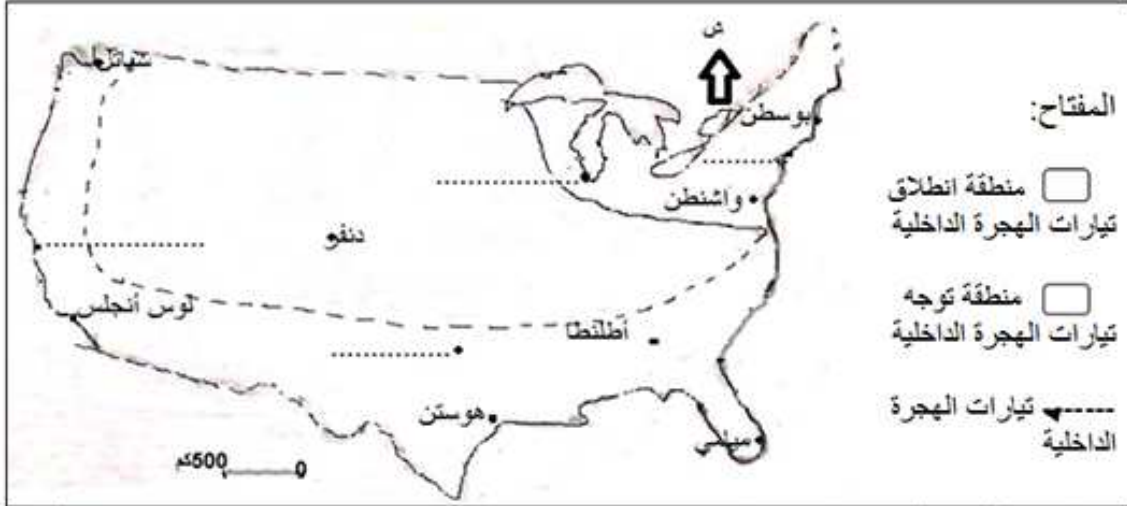 ش
شياتل
بوسطن
واشنطن
دنفر
لوس أنجلس
أطلنطا
هوستن
ميامي
0 500كم
المفتاح:
منطقة انطلاق
تيارات الهجرة الداخلية
منطقة توجه
تيارات الهجرة الداخلية
تيارات الهجرة
الداخلية